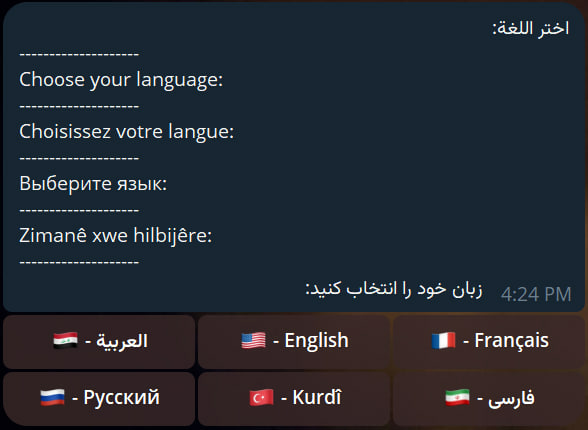 اختر اللغة:
--------------------
Choose your language:
--------------------
Choisissez votre langue:
--------------------
Выберите язык:
--------------------
Zimanê xwe hilbijêre:
--------------------
زبان خود را انتخاب کنید:
4:24 PM
🇮🇶 - العربية
🇺🇸 - English
🇫🇷 - Français
🇷🇺 - Русский
🇹🇷 - Kurdî
🇮🇷 - فارسی